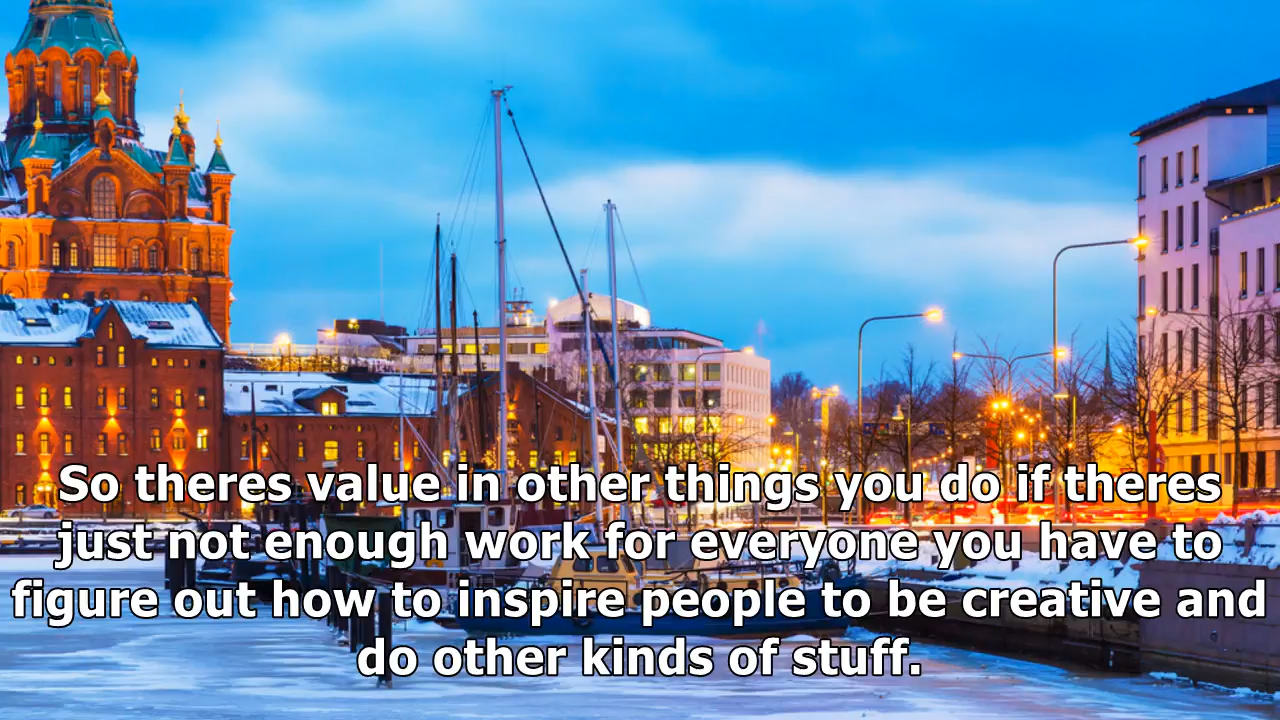 So theres value in other things you do if theres
just not enough work for everyone you have to
figure out how to inspire people to be creative and
do other kinds of stuff.